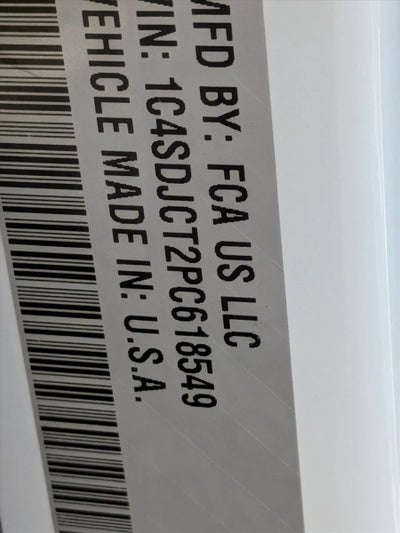 MFD BY: FCA US LLC
VIN: 1C4SDJCT2PC618549
VEHICLE MADE IN: U.S.A.